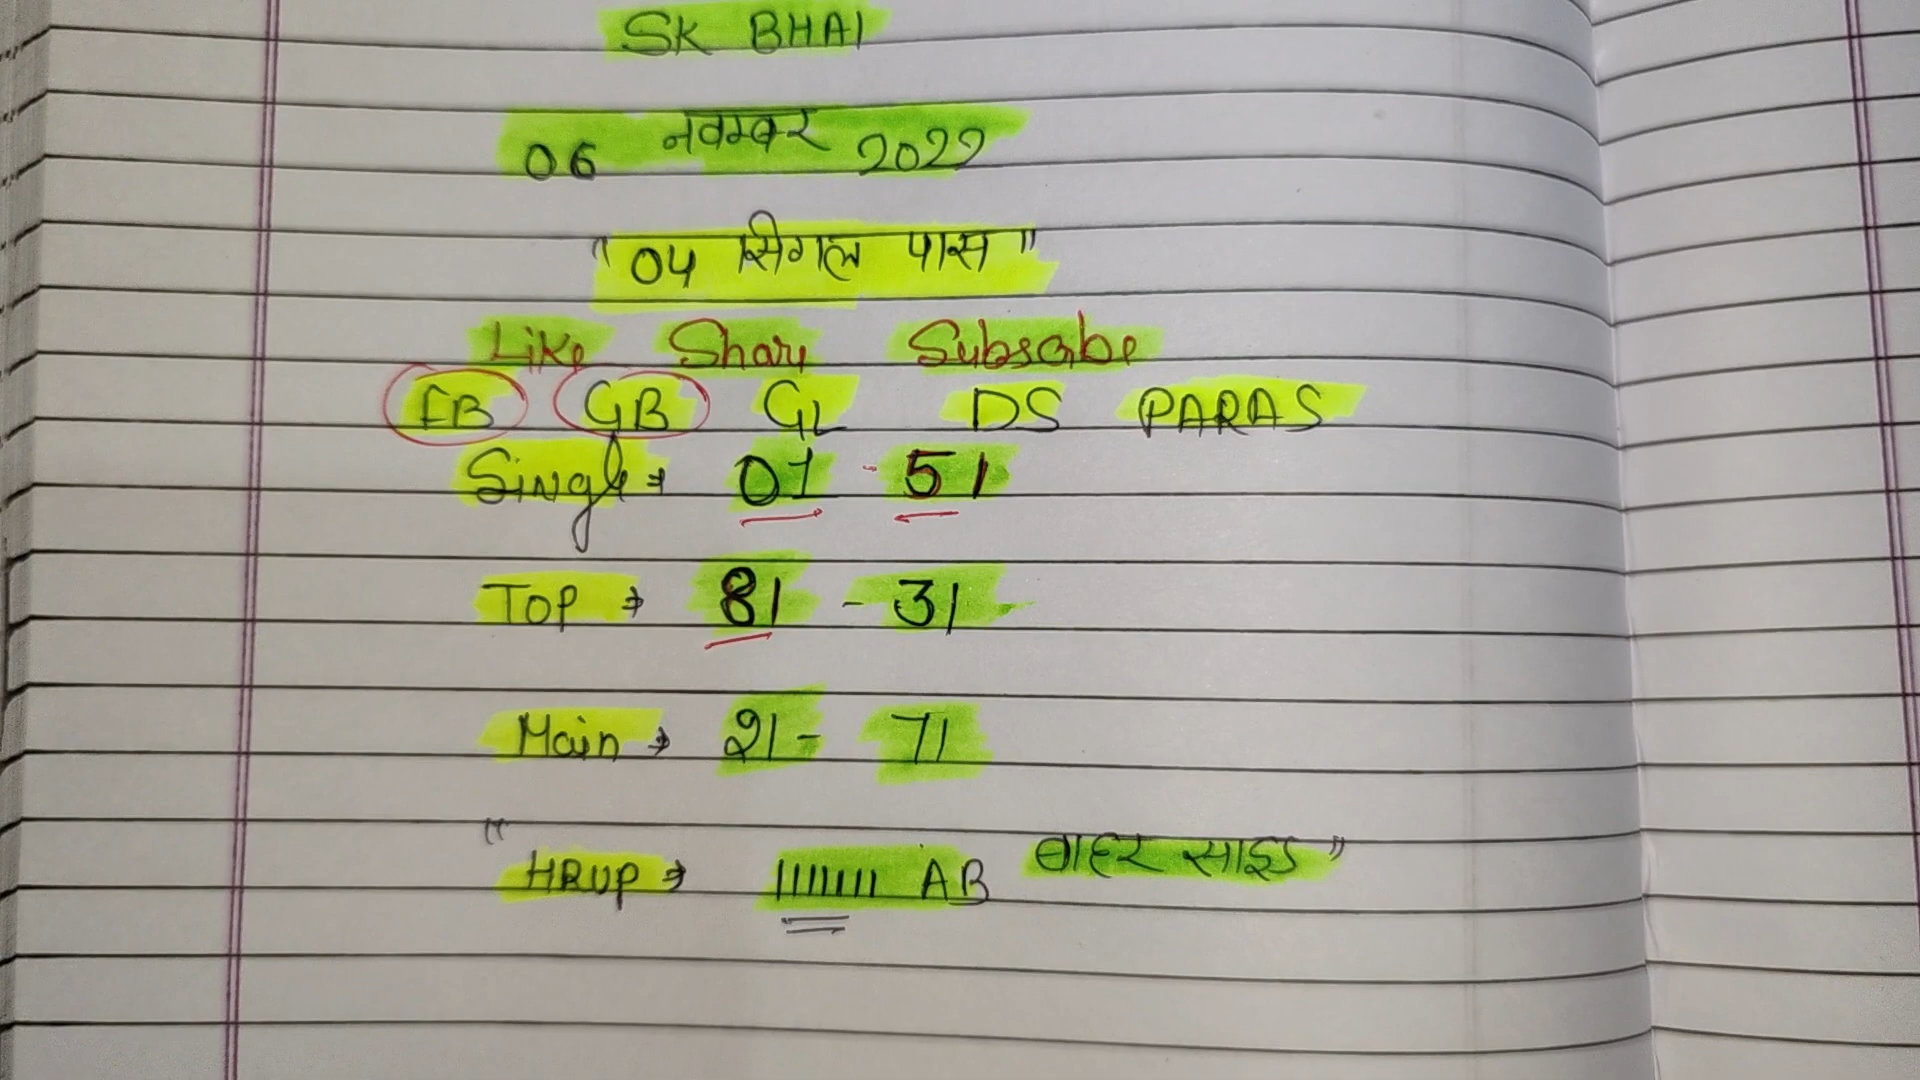 SK BHAI
06 नवम्बर 2022
"04 सिंगल पास"
Like Share Subscribe
FB GB GL DS PARAS
Single → 01 - 51
TOP → 81 - 31
Main → 21 - 71
"HRUP → 1111111 AB बाहर साइड"